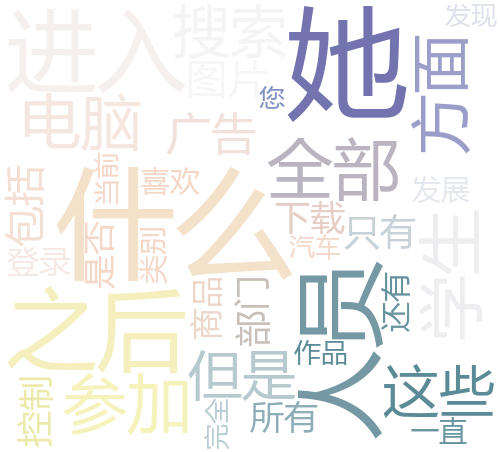 进入
搜索
她
发现
图片
方面
电脑
您
广告
全部
当前
喜欢
包括
什么
发展
下载
只有
学生
是否
类别
汽车
登录
商品
部门
人员
还有
之后
作品
但是
这些
参加
控制
完全
所有
一直